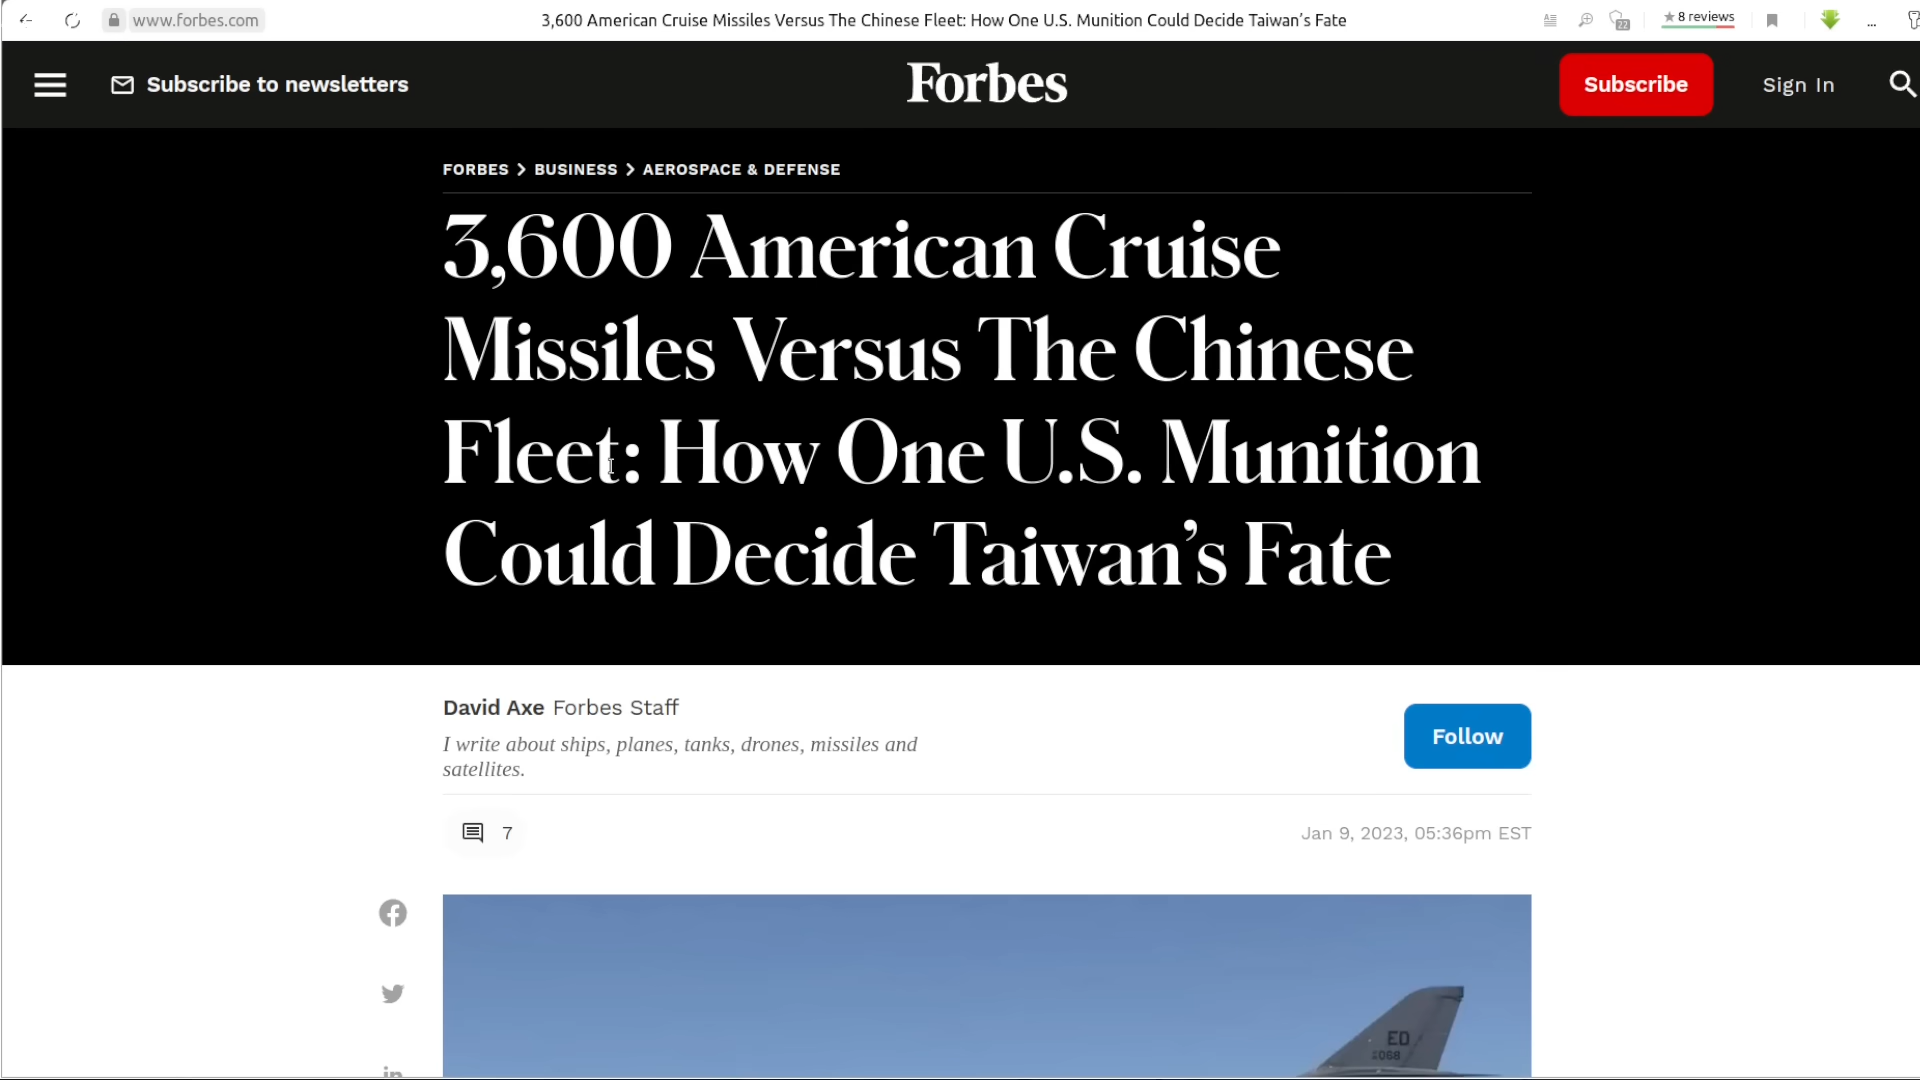 www.forbes.com
3,600 American Cruise Missiles Versus The Chinese Fleet: How One U.S. Munition Could Decide Taiwan's Fate
22
★ 8 reviews
...
Subscribe to newsletters
Forbes
Subscribe
Sign In
FORBES > BUSINESS > AEROSPACE & DEFENSE
3,600 American Cruise
Missiles Versus The Chinese
Fleet: How One U.S. Munition
Could Decide Taiwan’s Fate
David Axe Forbes Staff
I write about ships, planes, tanks, drones, missiles and
satellites.
Follow
7
Jan 9, 2023, 05:36pm EST
in
ED
068